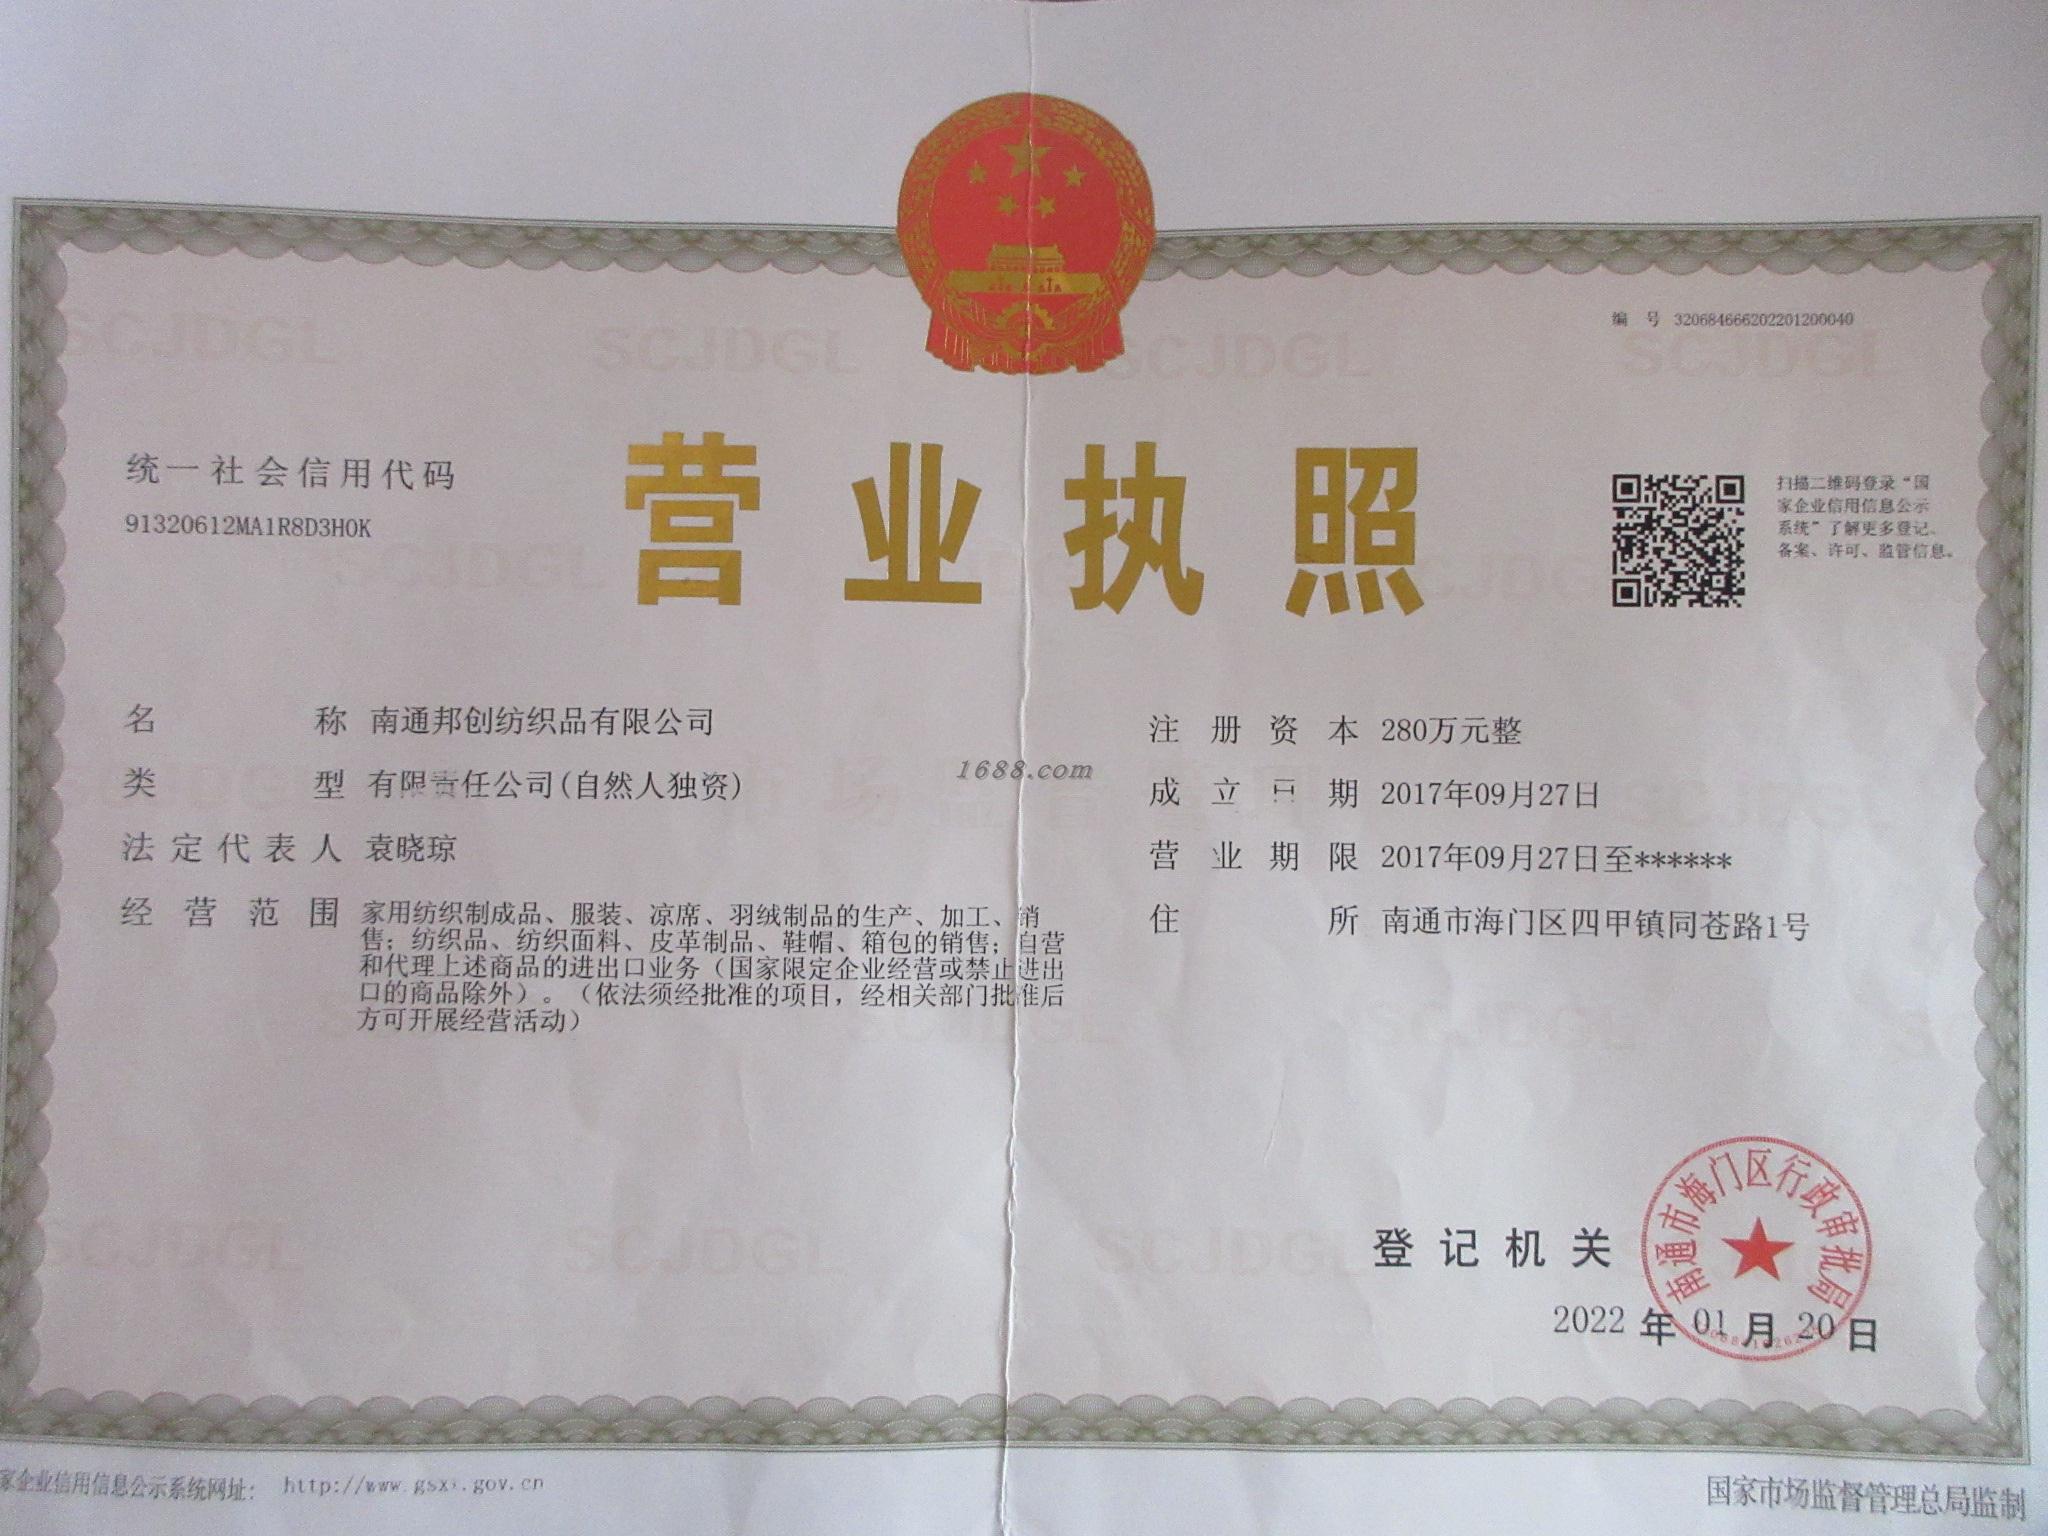 编 号 320684666202201200040
统一社会信用代码
91320612MA1R8D3H0K
营业执照
扫描二维码登录“国
家企业信用信息公示
系统”了解更多登记、
备案、许可、监管信息。
名 称 南通邦创纺织品有限公司
类 型 有限责任公司(自然人独资)
法定代表人 袁晓琼
经营范围 家用纺织制成品、服装、凉席、羽绒制品的生产、加工、销
售；纺织品、纺织面料、皮革制品、鞋帽、箱包的销售；自营
和代理上述商品的进出口业务（国家限定企业经营或禁止进出
口的商品除外）。（依法须经批准的项目，经相关部门批准后
方可开展经营活动）
1688.com
注册资本 280万元整
成立日期 2017年09月27日
营业期限 2017年09月27日至******
住 所 南通市海门区四甲镇同苍路1号
登记机关
南通市海门区行政审批局
2022 年 01 月 20 日
家企业信用信息公示系统网址： http://www.gsxt.gov.cn
国家市场监督管理总局监制
SCJDGL
SCJDGL
SCJDGL
SCJDGL